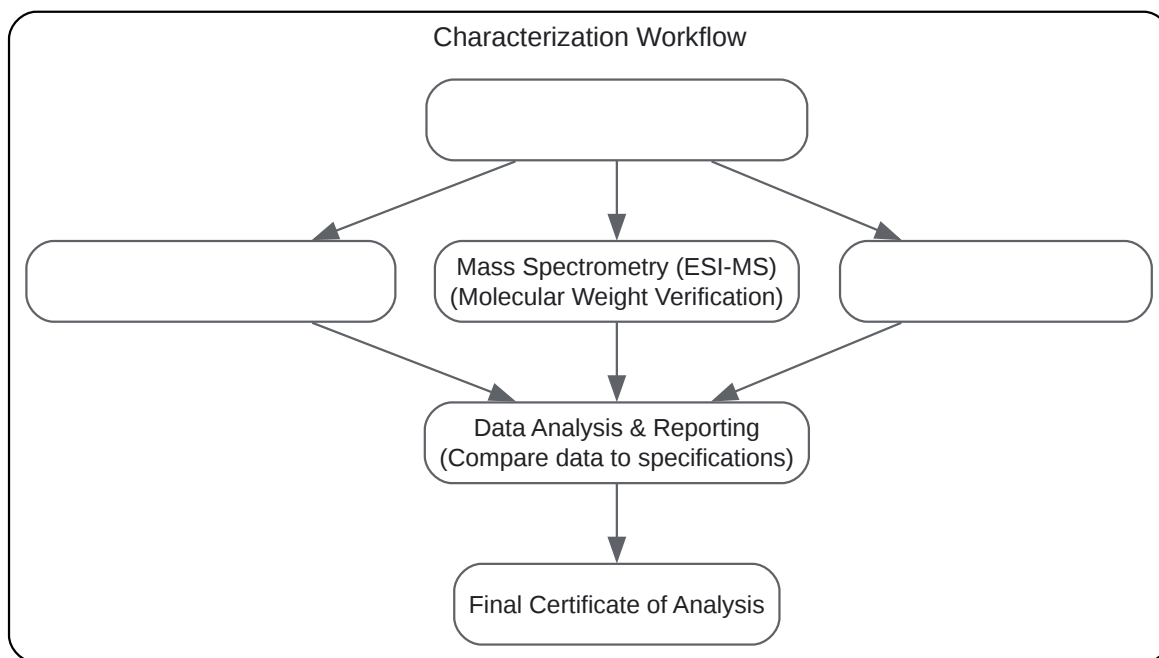 Characterization Workflow
Mass Spectrometry (ESI-MS)
(Molecular Weight Verification)
Data Analysis & Reporting
(Compare data to specifications)
Final Certificate of Analysis